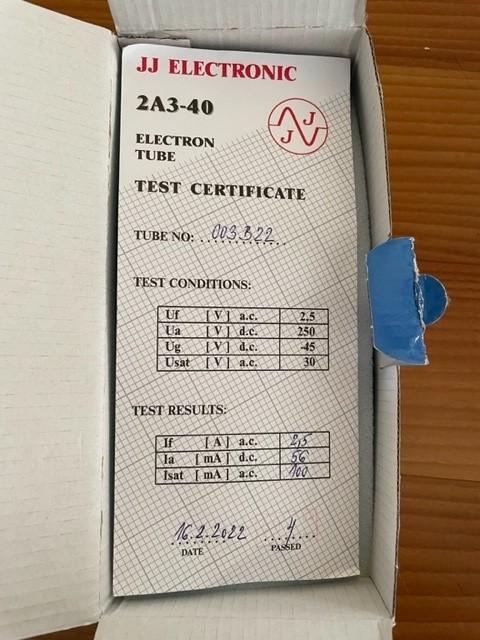 JJ ELECTRONIC
2A3-40
J
J
ELECTRON
TUBE
TEST CERTIFICATE
TUBE NO: 003B22
TEST CONDITIONS:
Uf [ V ] a.c. 2,5
Ua [ V ] d.c. 250
Ug [ V ] d.c. -45
Usat [ V ] a.c. 30
TEST RESULTS:
If [ A ] a.c. 2,5
Ia [ mA ] d.c. 56
Isat [ mA ] a.c. 100
16.2.2022
DATE PASSED